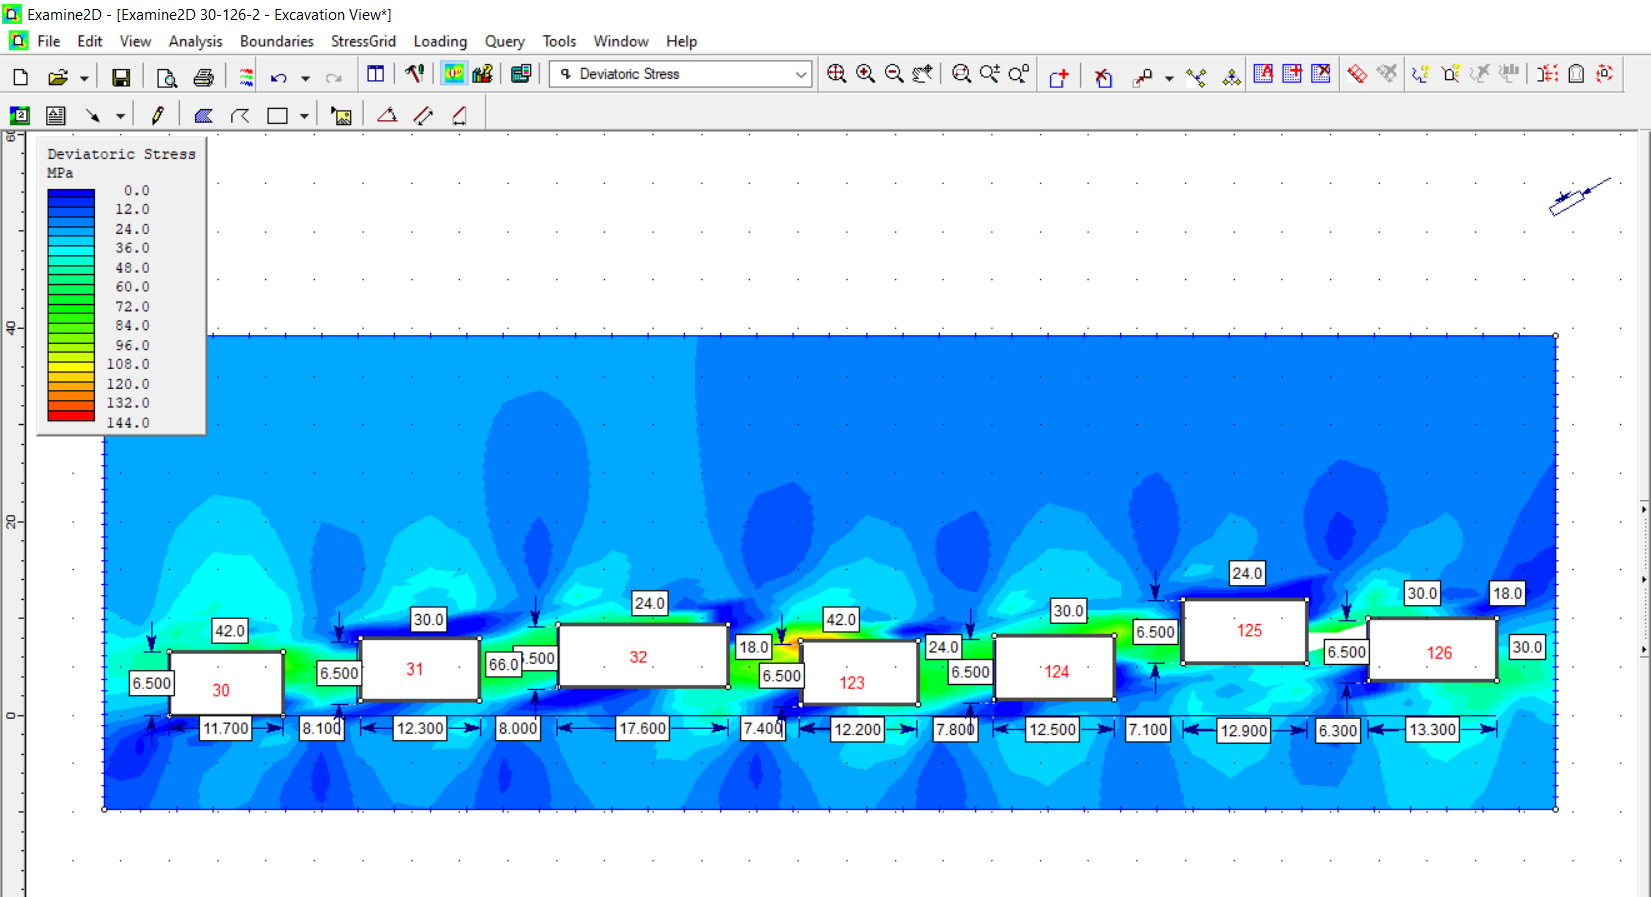 Examine2D - [Examine2D 30-126-2 - Excavation View*]
File Edit View Analysis Boundaries StressGrid Loading Query Tools Window Help
Deviatoric Stress
Deviatoric Stress
MPa
0.0
12.0
24.0
36.0
48.0
60.0
72.0
84.0
96.0
108.0
120.0
132.0
144.0
60
40
20
0
24.0
30.0 18.0
42.0 30.0 24.0 42.0 30.0
6.500 30 6.500 31 66.0 .500 32 18.0 6.500 123 24.0 6.500 124 6.500 125 6.500 126 30.0
11.700 8.100 12.300 8.000 17.600 7.400 12.200 7.800 12.500 7.100 12.900 6.300 13.300